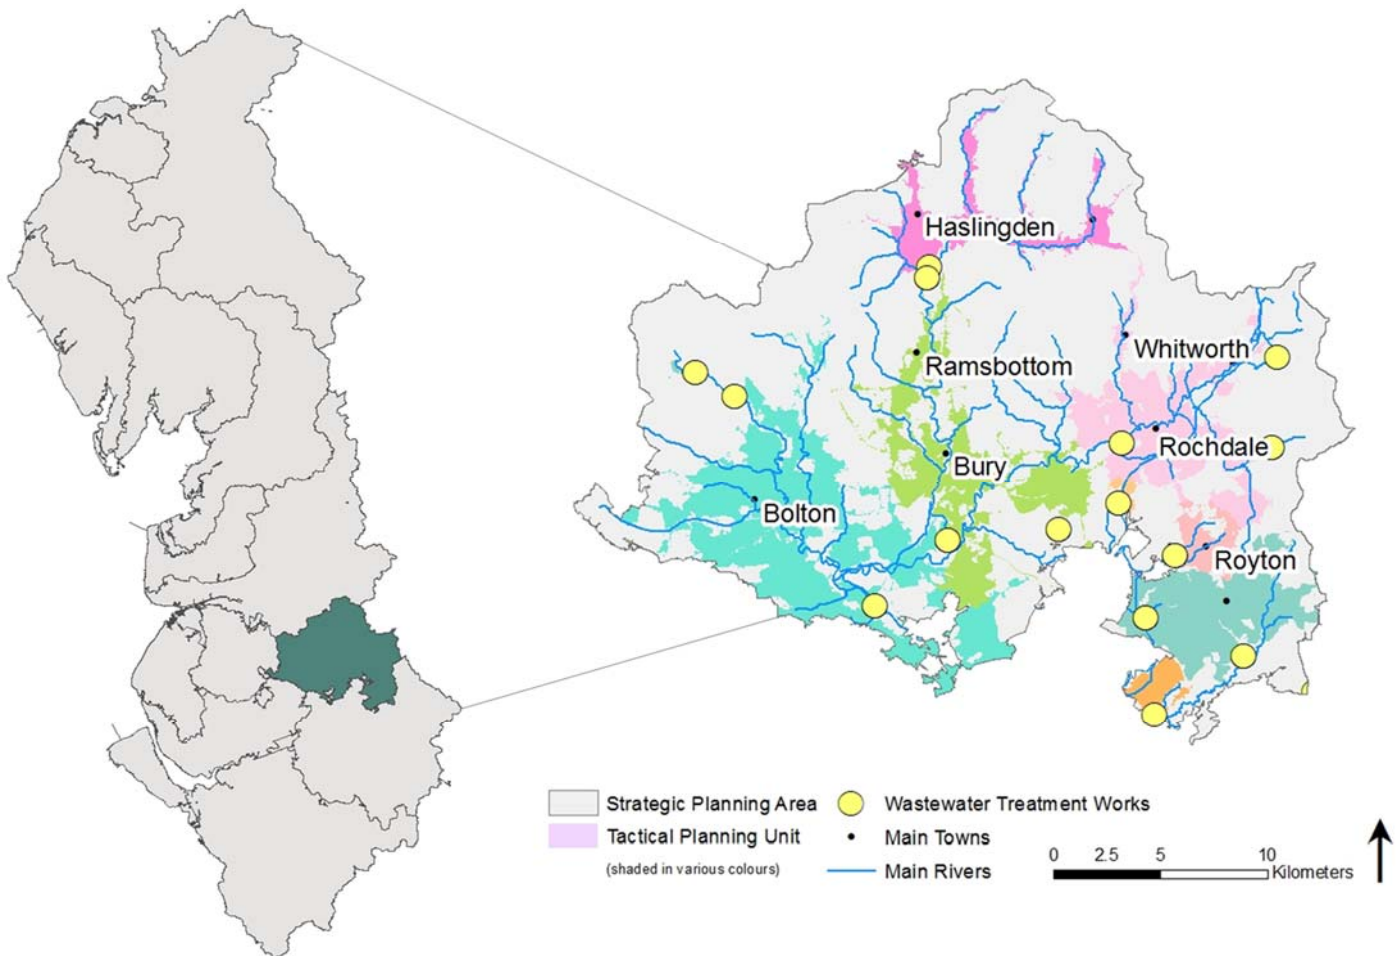 Haslingden
Whitworth
Ramsbottom
Rochdale
Bury
Bolton
Royton
Strategic Planning Area
Wastewater Treatment Works
Tactical Planning Unit
Main Towns
(shaded in various colours)
Main Rivers
0 2.5 5 10
Kilometers